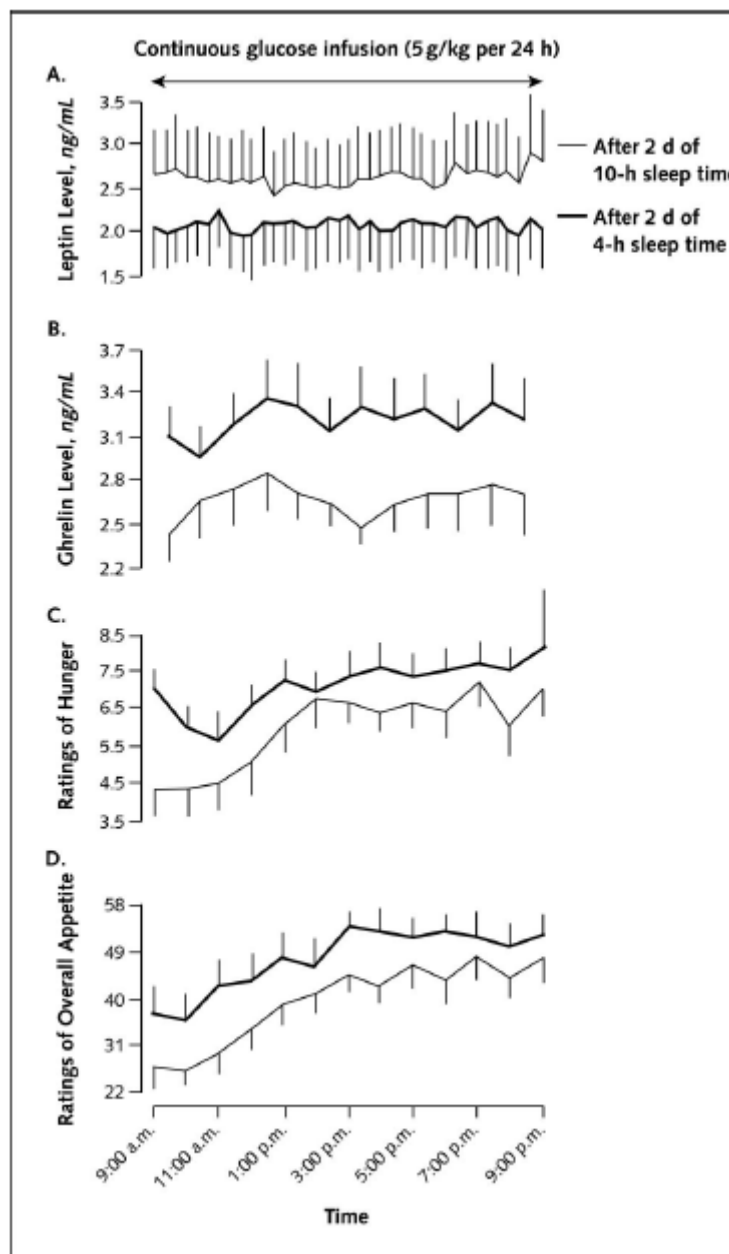 Continuous glucose infusion (5 g/kg per 24 h)
A.
Leptin Level, ng/mL
3.5
3.0
2.5
2.0
1.5
After 2 d of
10-h sleep time
After 2 d of
4-h sleep time
B.
Ghrelin Level, ng/mL
3.7
3.4
3.1
2.8
2.5
2.2
C.
Ratings of Hunger
8.5
7.5
6.5
5.5
4.5
3.5
D.
Ratings of Overall Appetite
58
49
40
31
22
9:00 a.m.
11:00 a.m.
1:00 p.m.
3:00 p.m.
5:00 p.m.
7:00 p.m.
9:00 p.m.
Time